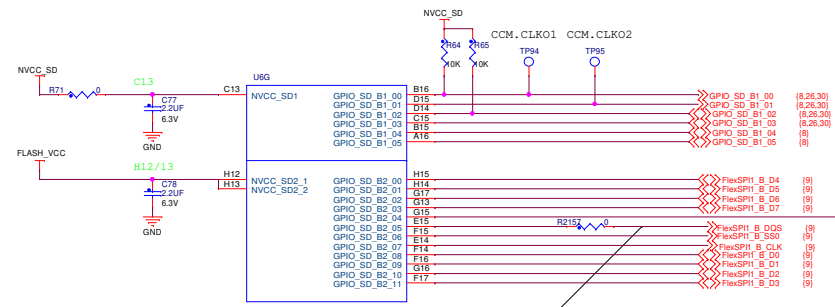 NVCC_SD
CCM.CLKO1 CCM.CLKO2
R64 R65 TP94 TP95
10K 10K
NVCC_SD
C13
U6G
R71 0
C13 NVCC_SD1
C77
2.2UF
6.3V
GND
GPIO_SD_B1_00 B16 GPIO_SD_B1_00 {8,26,30}
GPIO_SD_B1_01 D15 GPIO_SD_B1_01 {8,26,30}
GPIO_SD_B1_02 D14 GPIO_SD_B1_02 {8,26,30}
GPIO_SD_B1_03 C15 GPIO_SD_B1_03 {8,26,30}
GPIO_SD_B1_04 B15 GPIO_SD_B1_04 {8}
GPIO_SD_B1_05 A16 GPIO_SD_B1_05 {8}
FLASH_VCC
H12/13
H12 NVCC_SD2_1
H13 NVCC_SD2_2
C78
2.2UF
6.3V
GND
GPIO_SD_B2_00 H15 FlexSPI1_B_D4 {9}
GPIO_SD_B2_01 H14 FlexSPI1_B_D5 {9}
GPIO_SD_B2_02 G17 FlexSPI1_B_D6 {9}
GPIO_SD_B2_03 G13 FlexSPI1_B_D7 {9}
GPIO_SD_B2_04 G15
GPIO_SD_B2_05 E15 R2157 0 FlexSPI1_B_DQS {9}
GPIO_SD_B2_06 F15 FlexSPI1_B_SS0 {9}
GPIO_SD_B2_07 E14 FlexSPI1_B_CLK {9}
GPIO_SD_B2_08 F14 FlexSPI1_B_D0 {9}
GPIO_SD_B2_09 F16 FlexSPI1_B_D1 {9}
GPIO_SD_B2_10 G16 FlexSPI1_B_D2 {9}
GPIO_SD_B2_11 F17 FlexSPI1_B_D3 {9}